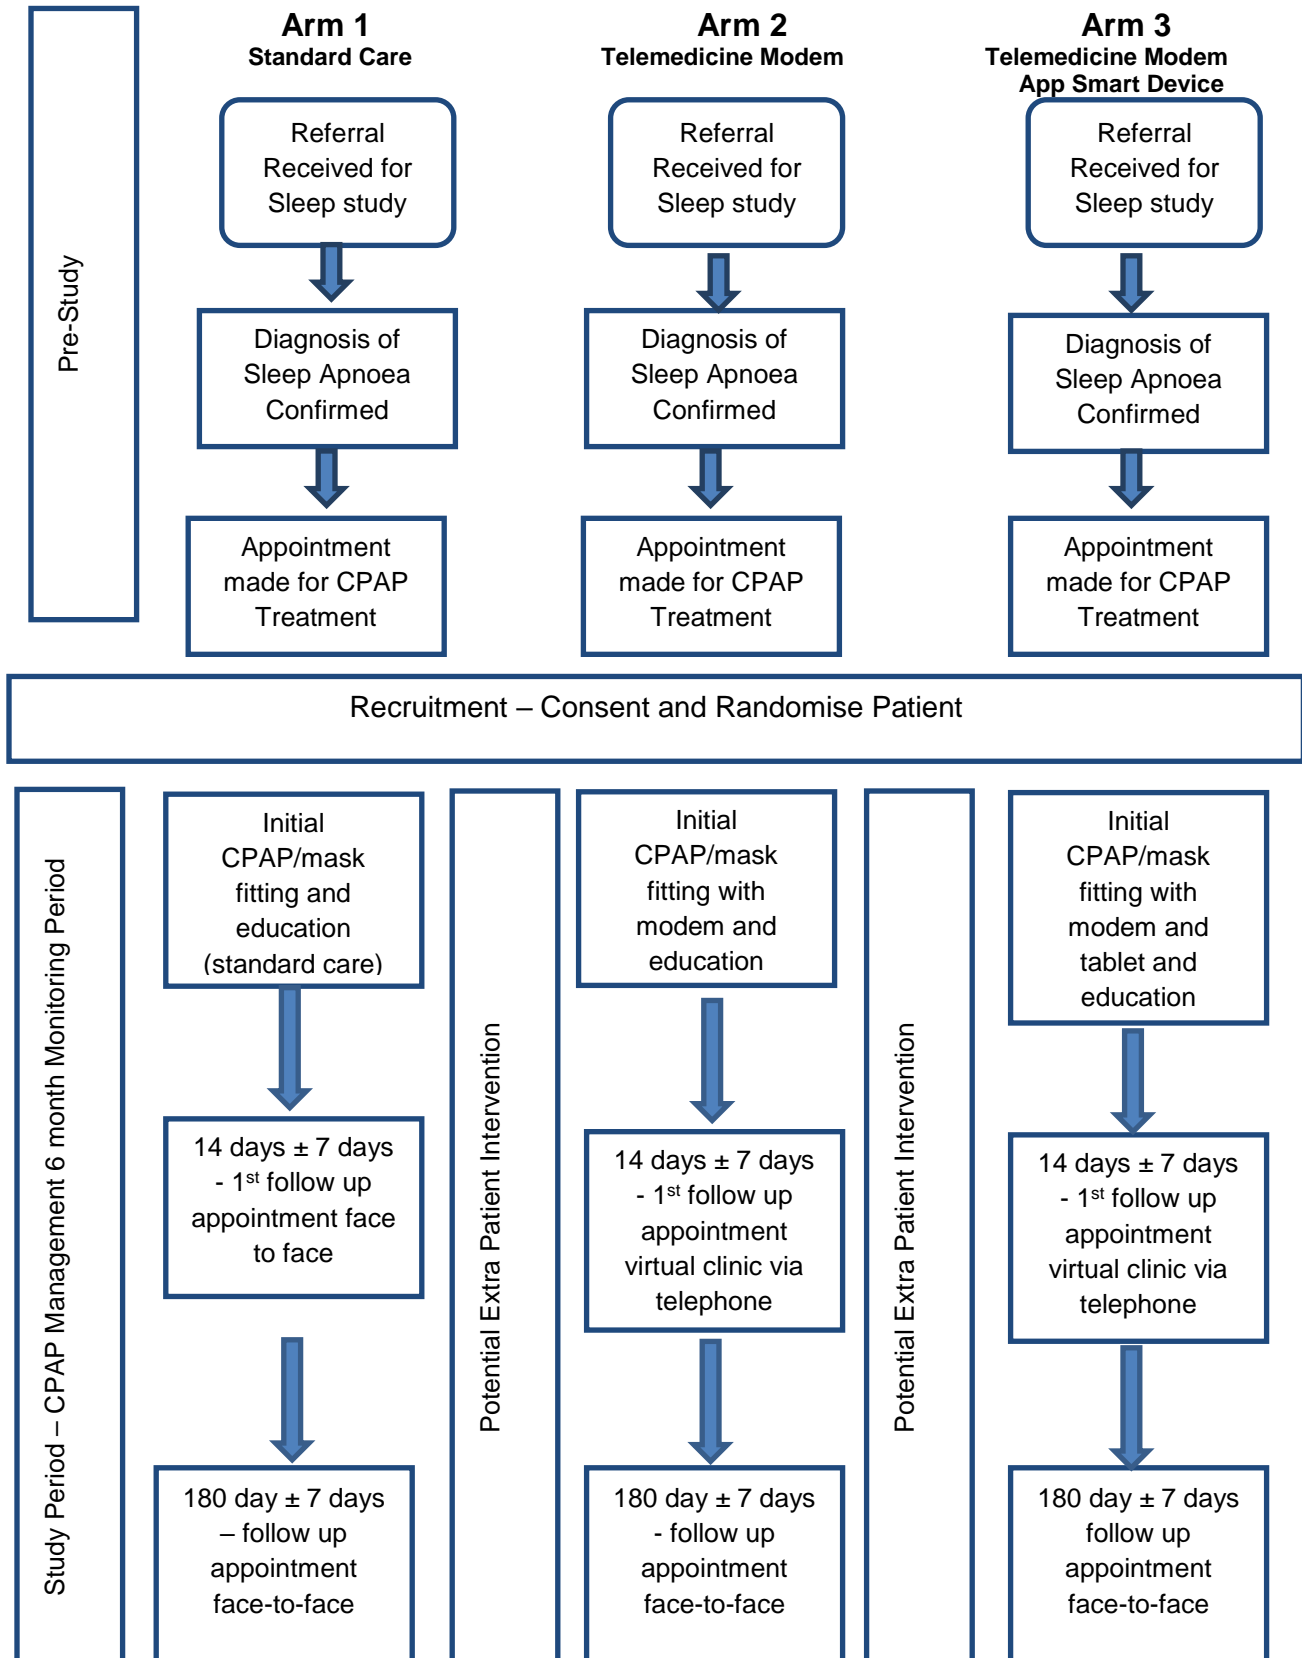 Arm 1
Standard Care
Arm 2
Telemedicine Modem
Arm 3
Telemedicine Modem
App Smart Device
Pre-Study
Referral
Received for
Sleep study
Referral
Received for
Sleep study
Referral
Received for
Sleep study
Diagnosis of
Sleep Apnoea
Confirmed
Diagnosis of
Sleep Apnoea
Confirmed
Diagnosis of
Sleep Apnoea
Confirmed
Appointment
made for CPAP
Treatment
Appointment
made for CPAP
Treatment
Appointment
made for CPAP
Treatment
Recruitment – Consent and Randomise Patient
Study Period – CPAP Management 6 month Monitoring Period
Initial
CPAP/mask
fitting and
education
(standard care)
Potential Extra Patient Intervention
Initial
CPAP/mask
fitting with
modem and
education
Potential Extra Patient Intervention
Initial
CPAP/mask
fitting with
modem and
tablet and
education
14 days ± 7 days
- 1st follow up
appointment face
to face
14 days ± 7 days
- 1st follow up
appointment
virtual clinic via
telephone
14 days ± 7 days
- 1st follow up
appointment
virtual clinic via
telephone
180 day ± 7 days
– follow up
appointment
face-to-face
180 day ± 7 days
- follow up
appointment
face-to-face
180 day ± 7 days
follow up
appointment
face-to-face